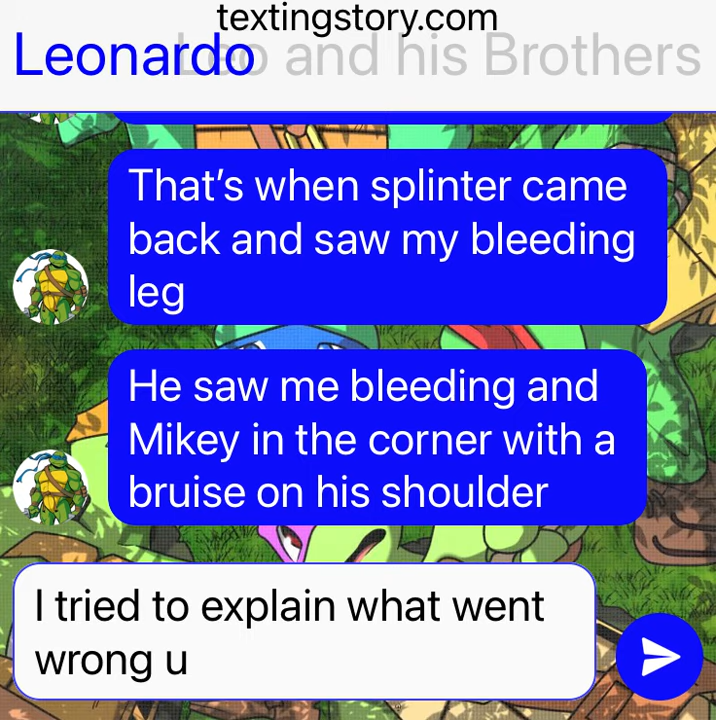 textingstory.com
Leonardo
Leo and his Brothers
That's when splinter came
back and saw my bleeding
leg
He saw me bleeding and
Mikey in the corner with a
bruise on his shoulder
I tried to explain what went
wrong u